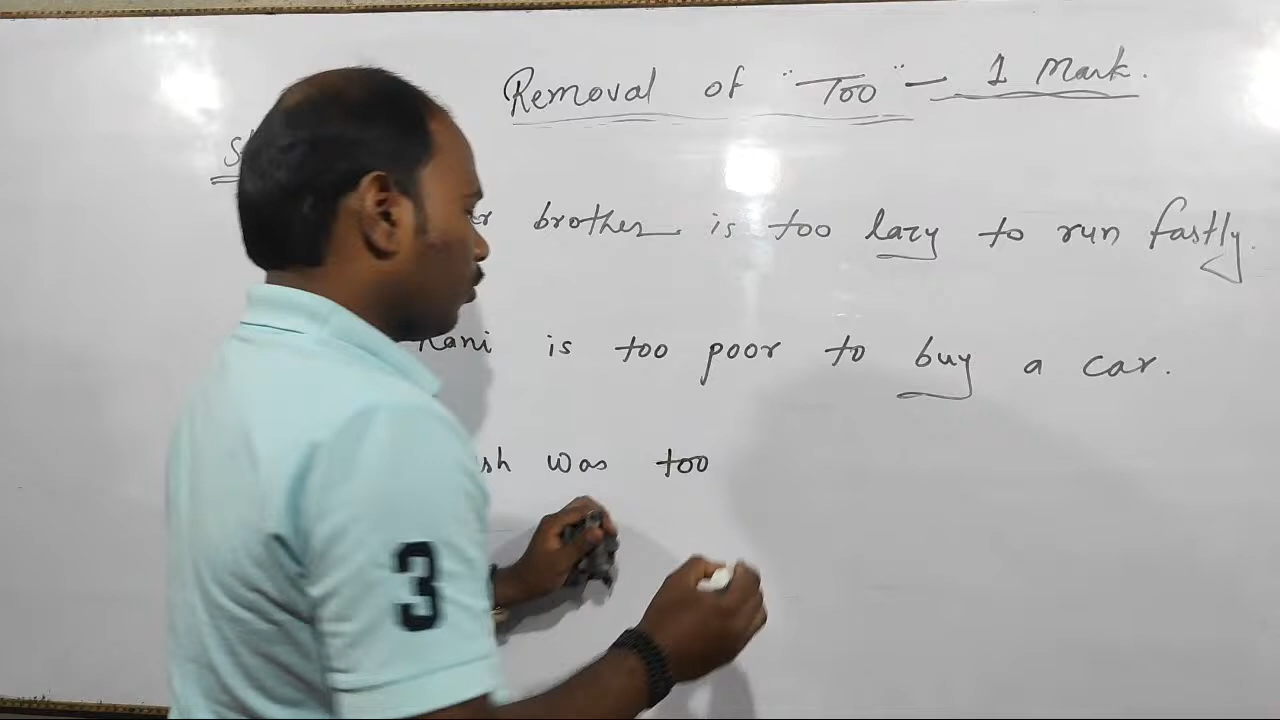 Removal of "Too" - 1 Mark.
brother is too lazy to run fastly.
Rani is too poor to buy a car.
was too
3